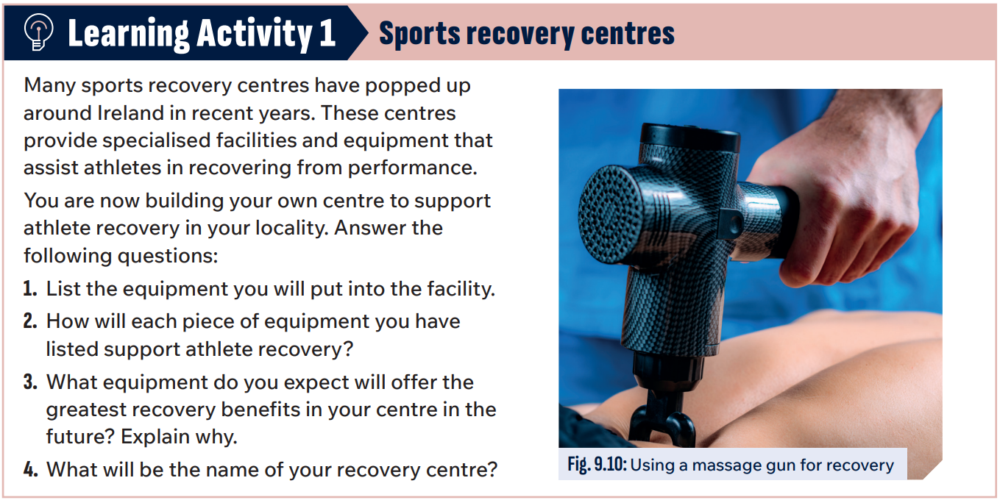 Learning Activity 1
Sports recovery centres
Many sports recovery centres have popped up
around Ireland in recent years. These centres
provide specialised facilities and equipment that
assist athletes in recovering from performance.
You are now building your own centre to support
athlete recovery in your locality. Answer the
following questions:
1. List the equipment you will put into the facility.
2. How will each piece of equipment you have
listed support athlete recovery?
3. What equipment do you expect will offer the
greatest recovery benefits in your centre in the
future? Explain why.
4. What will be the name of your recovery centre?
Fig. 9.10: Using a massage gun for recovery